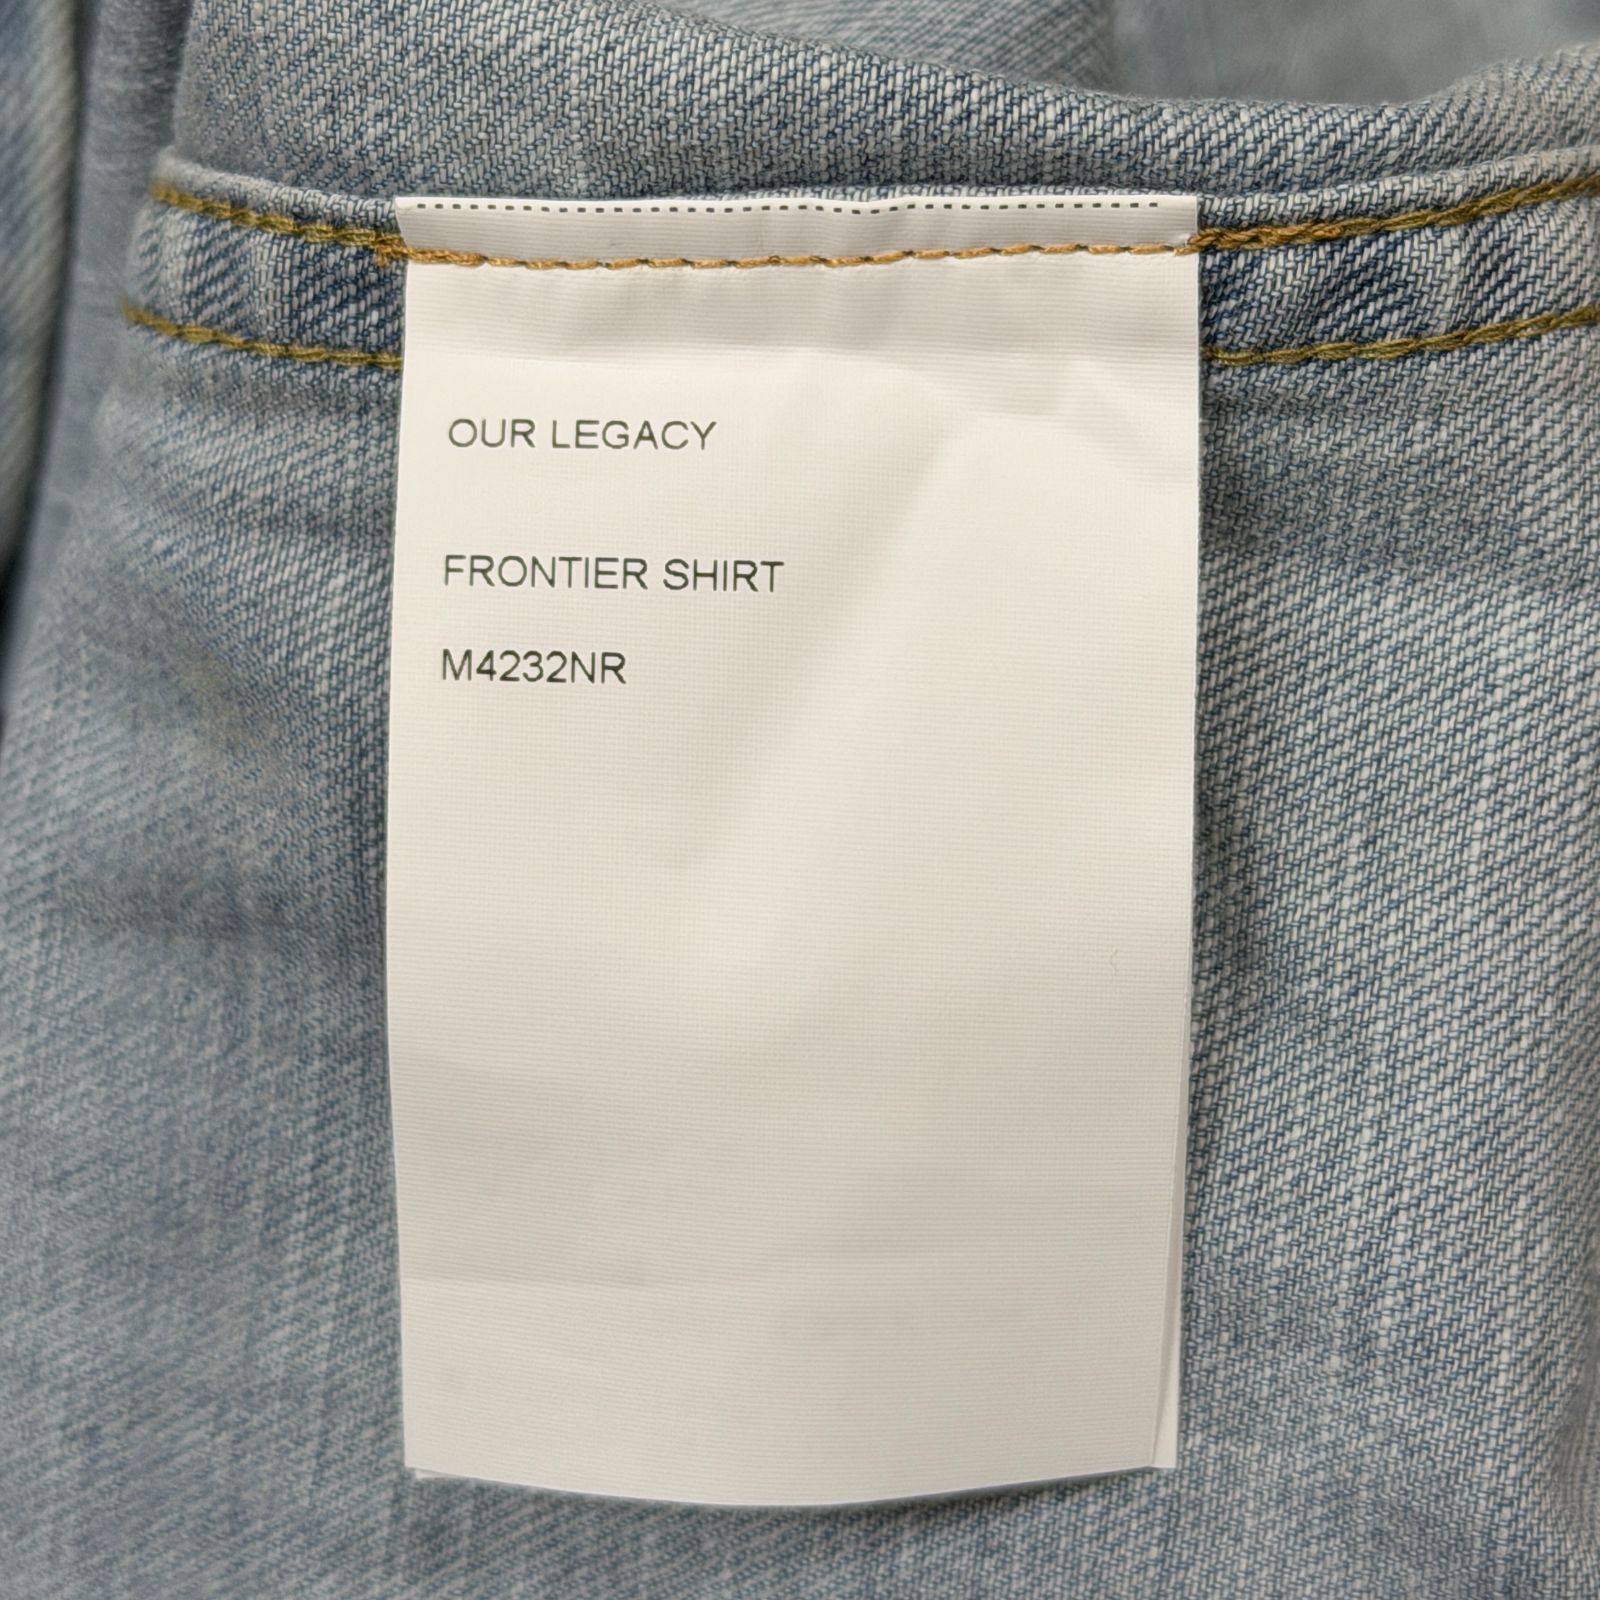 OUR LEGACY
FRONTIER SHIRT
M4232NR